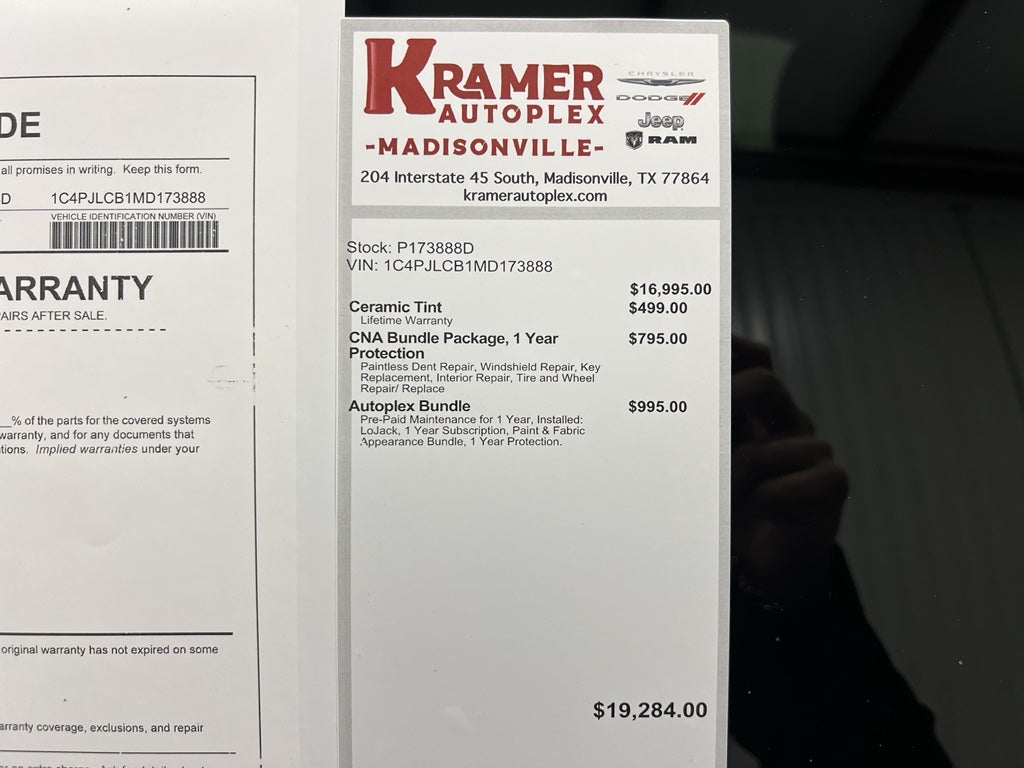 DE
all promises in writing. Keep this form.
D 1C4PJLCB1MD173888
VEHICLE IDENTIFICATION NUMBER (VIN)
ARRANTY
AIRS AFTER SALE.
% of the parts for the covered systems
warranty, and for any documents that
tions. Implied warranties under your
original warranty has not expired on some
arranty coverage, exclusions, and repair
KRAMER
AUTOPLEX
-MADISONVILLE-
CHRYSLER
DODGE
Jeep
RAM
204 Interstate 45 South, Madisonville, TX 77864
kramerautoplex.com
Stock: P173888D
VIN: 1C4PJLCB1MD173888
$16,995.00
Ceramic Tint $499.00
Lifetime Warranty
CNA Bundle Package, 1 Year $795.00
Protection
Paintless Dent Repair, Windshield Repair, Key
Replacement, Interior Repair, Tire and Wheel
Repair/ Replace
Autoplex Bundle $995.00
Pre-Paid Maintenance for 1 Year, Installed:
LoJack, 1 Year Subscription, Paint & Fabric
Appearance Bundle, 1 Year Protection.
$19,284.00